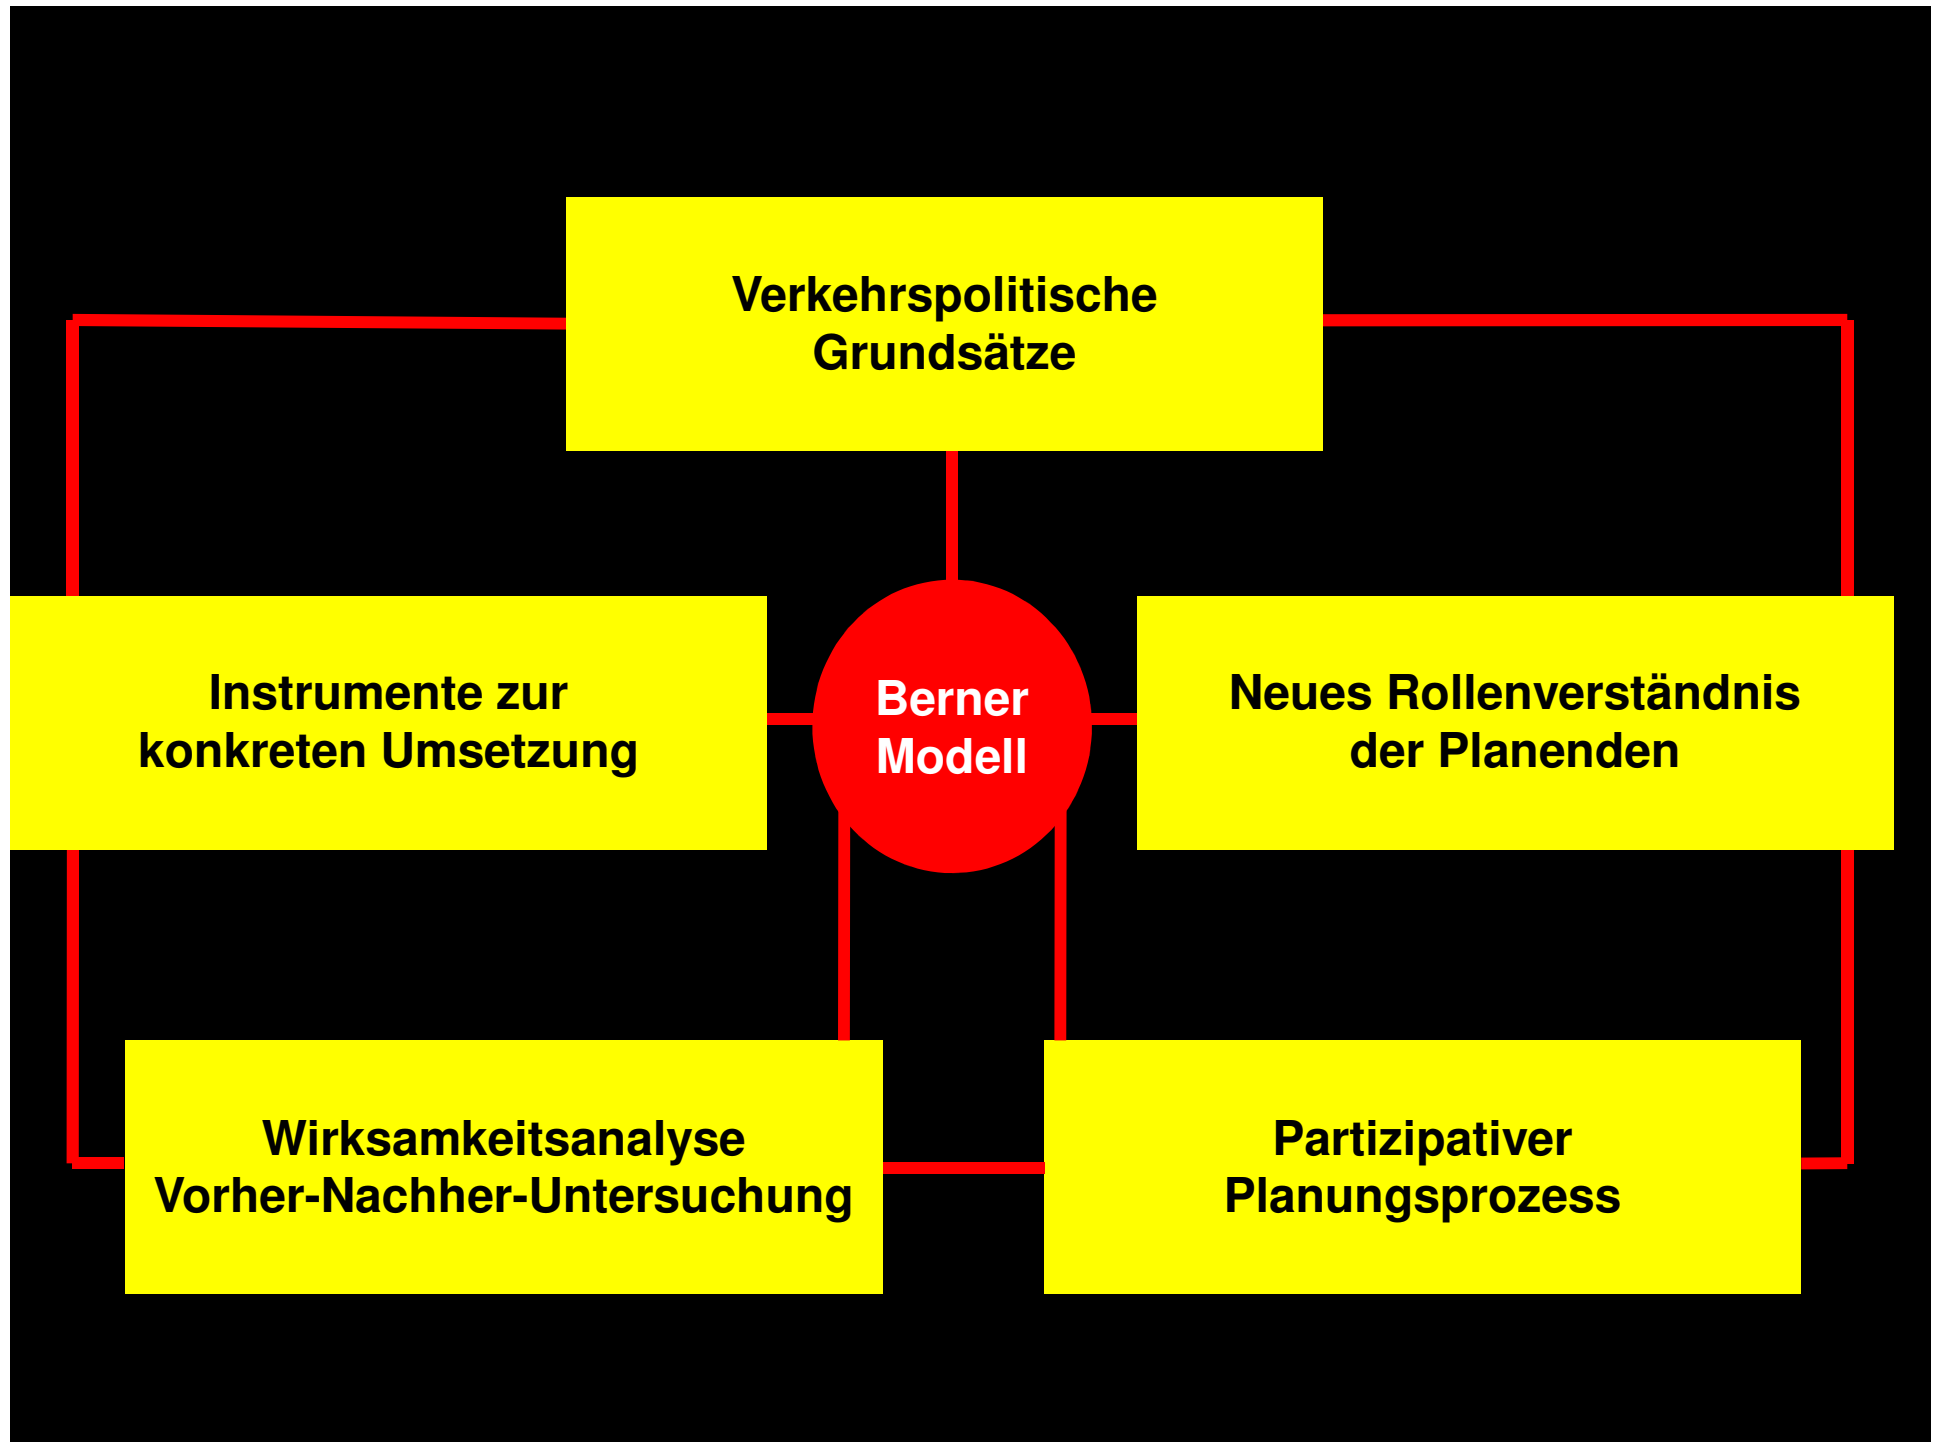 Verkehrspolitische
Grundsätze
Instrumente zur
konkreten Umsetzung
Berner
Modell
Neues Rollenverständnis
der Planenden
Wirksamkeitsanalyse
Vorher-Nachher-Untersuchung
Partizipativer
Planungsprozess